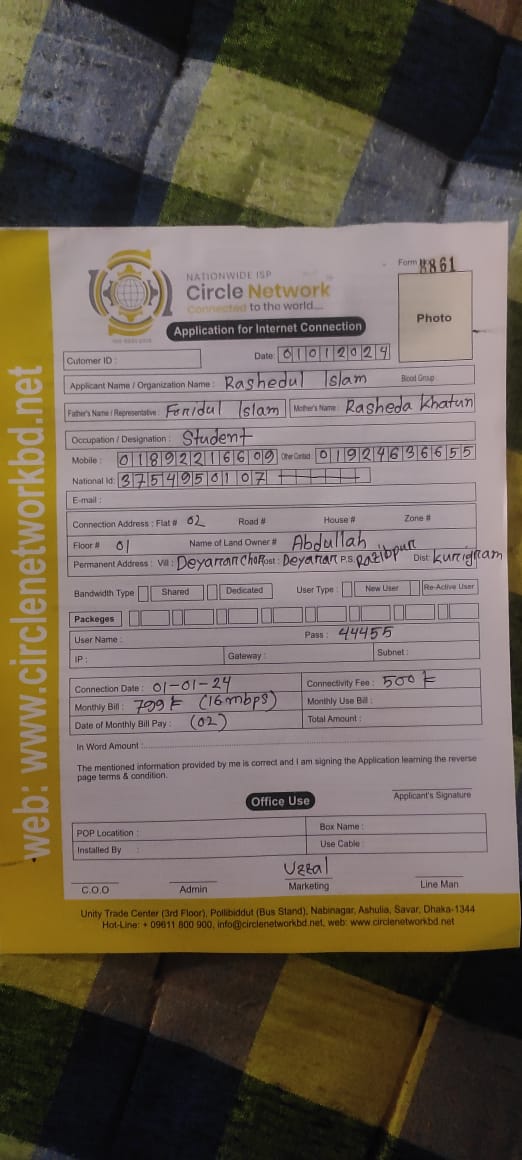 web: www.circlenetworkbd.net
NATIONWIDE ISP
Circle Network
Connected to the world...
Form 8861
Photo
Application for Internet Connection
Cutomer ID :
Date: 01012024
Applicant Name / Organization Name : Rashedul Islam Blood Group :
Father's Name / Representative : Foridul Islam Mother's Name : Rasheda Khatun
Occupation / Designation : Student
Mobile : 01892216609 Other Contact : 01924636655
National Id: 3754950107
E-mail :
Connection Address : Flat # 02 Road # House # Zone #
Floor # 01 Name of Land Owner # Abdullah
Permanent Address : Vill : Deyarar Chor Post : Deyarar P.S. Razibpur Dist: Kurigram
Bandwidth Type Shared Dedicated User Type : New User Re-Active User
Packeges
User Name : Pass : 44455
IP : Gateway : Subnet :
Connection Date : 01-01-24 Connectivity Fee : 500 ৳
Monthly Bill : 799 ৳ (16 mbps) Monthly Use Bill :
Date of Monthly Bill Pay : (02) Total Amount :
In Word Amount :
The mentioned information provided by me is correct and I am signing the Application learning the reverse
page terms & condition.
Applicant's Signature
Office Use
POP Locatition : Box Name :
Installed By : Use Cable :
Uzzal
C.O.O Admin Marketing Line Man
Unity Trade Center (3rd Floor), Pollibiddut (Bus Stand), Nabinagar, Ashulia, Savar, Dhaka-1344
Hot-Line: + 09611 800 900, info@circlenetworkbd.net, web: www.circlenetworkbd.net